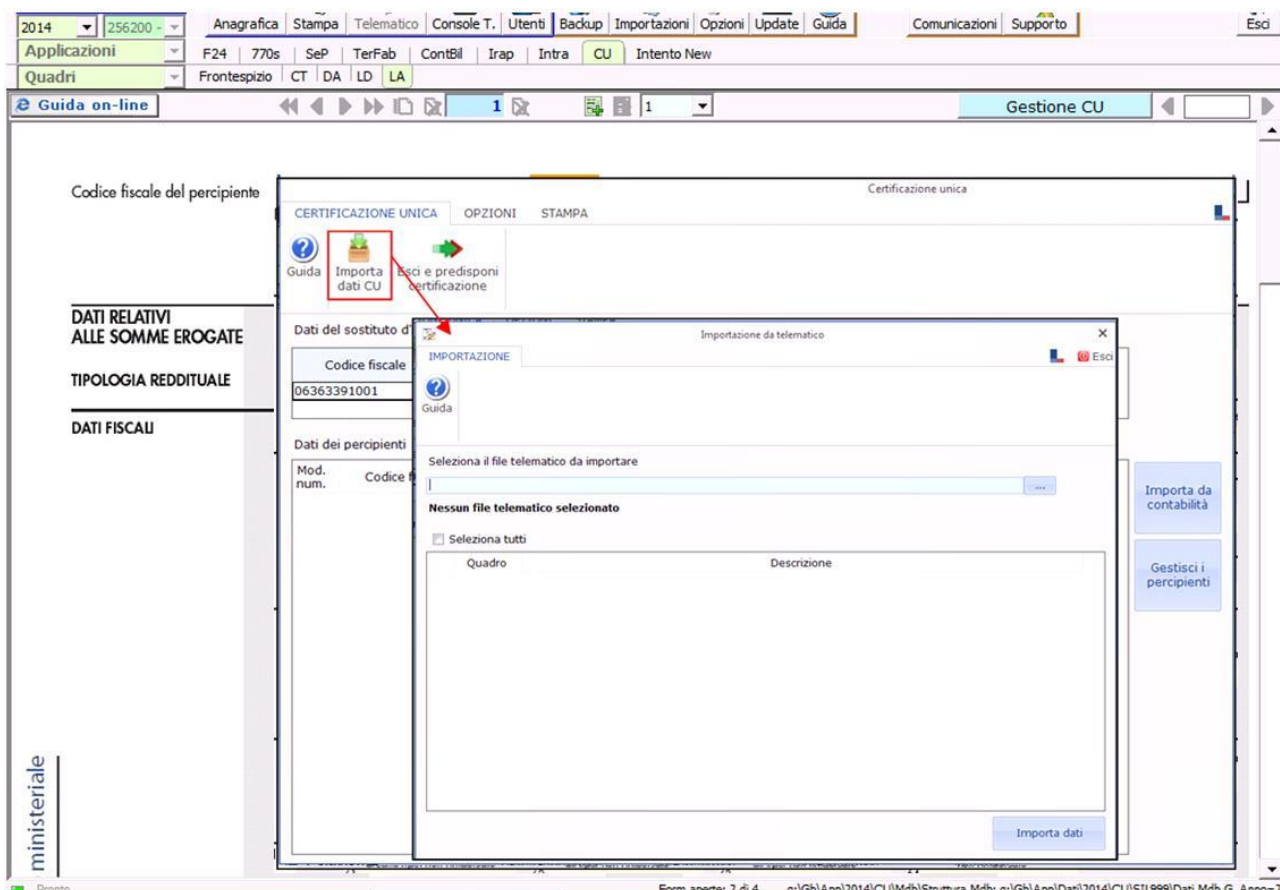 2014 256200 - Anagrafica Stampa Telematico Console T. Utenti Backup Importazioni Opzioni Update Guida Comunicazioni Supporto Esci
Applicazioni F24 770s SeP TerFab ContBil Irap Intra CU Intento New
Quadri Frontespizio CT DA LD LA
Guida on-line 1 1 Gestione CU
Codice fiscale del percipiente
Certificazione unica
CERTIFICAZIONE UNICA OPZIONI STAMPA
Guida Importa dati CU Esci e predisponi certificazione
DATI RELATIVI
ALLE SOMME EROGATE
TIPOLOGIA REDDITUALE
DATI FISCALI
Dati del sostituto d'
Codice fiscale
06363391001
Dati dei percipienti
Mod. num. Codice f
Importazione da telematico
IMPORTAZIONE Esci
Guida
Seleziona il file telematico da importare
...
Nessun file telematico selezionato
Seleziona tutti
Quadro Descrizione
Importa dati
Importa da contabilità
Gestisci i percipienti
ministeriale
Pronto
Form aperte: 2 di 4